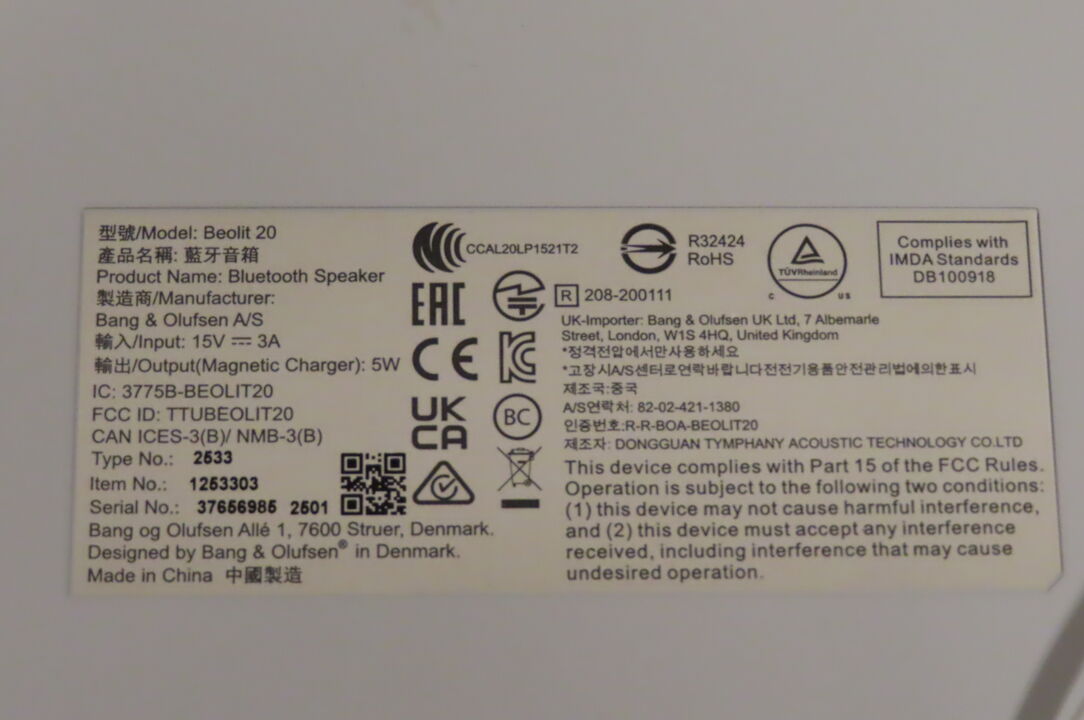 型號/Model: Beolit 20
產品名稱: 藍牙音箱
Product Name: Bluetooth Speaker
製造商/Manufacturer:
Bang & Olufsen A/S
輸入/Input: 15V ⎓ 3A
輸出/Output(Magnetic Charger): 5W
IC: 3775B-BEOLIT20
FCC ID: TTUBEOLIT20
CAN ICES-3(B)/ NMB-3(B)
Type No.: 2533
Item No.: 1253303
Serial No.: 37656985 2501
Bang og Olufsen Allé 1, 7600 Struer, Denmark.
Designed by Bang & Olufsen® in Denmark.
Made in China 中國製造
CCAL20LP1521T2
EAC
CE
UK
CA
BC
R32424
RoHS
TÜVRheinland
C US
Complies with
IMDA Standards
DB100918
R 208-200111
UK-Importer: Bang & Olufsen UK Ltd, 7 Albemarle
Street, London, W1S 4HQ, United Kingdom
*정격전압에서만사용하세요
*고장시A/S센터로연락바랍니다전전기용품안전관리법에의한표시
제조국:중국
A/S연락처: 82-02-421-1380
인증번호:R-R-BOA-BEOLIT20
제조자: DONGGUAN TYMPHANY ACOUSTIC TECHNOLOGY CO.LTD
This device complies with Part 15 of the FCC Rules.
Operation is subject to the following two conditions:
(1) this device may not cause harmful interference,
and (2) this device must accept any interference
received, including interference that may cause
undesired operation.